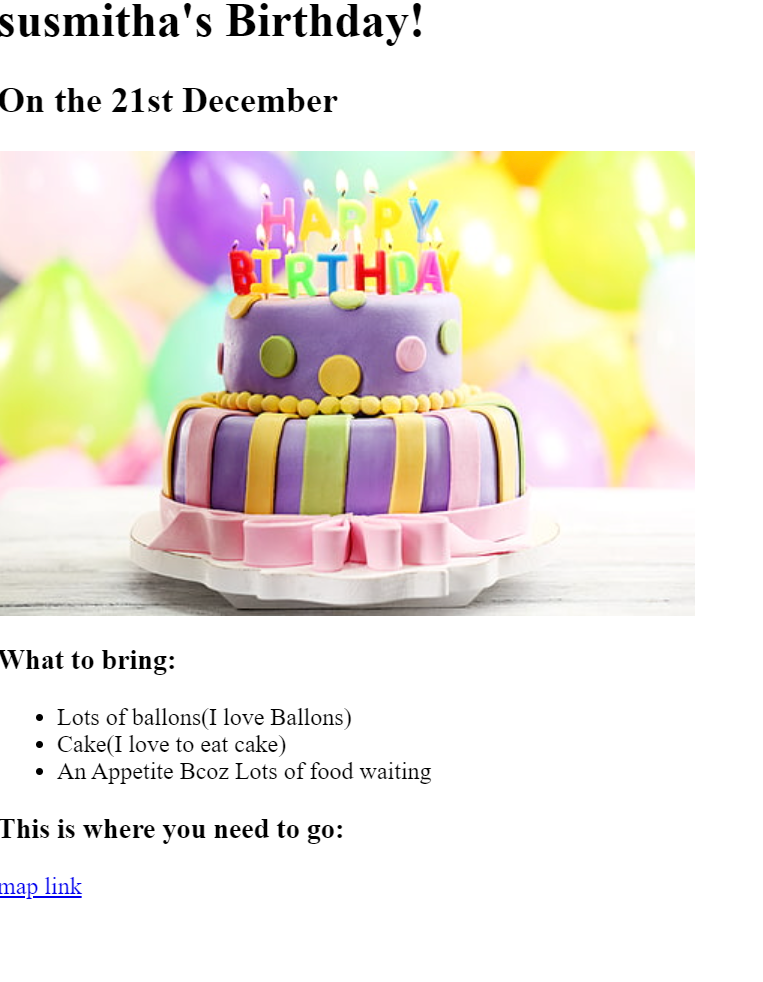 susmitha's Birthday!
On the 21st December
HAPPY
BIRTHDAY
What to bring:
Lots of ballons(I love Ballons)
Cake(I love to eat cake)
An Appetite Bcoz Lots of food waiting
This is where you need to go:
map link